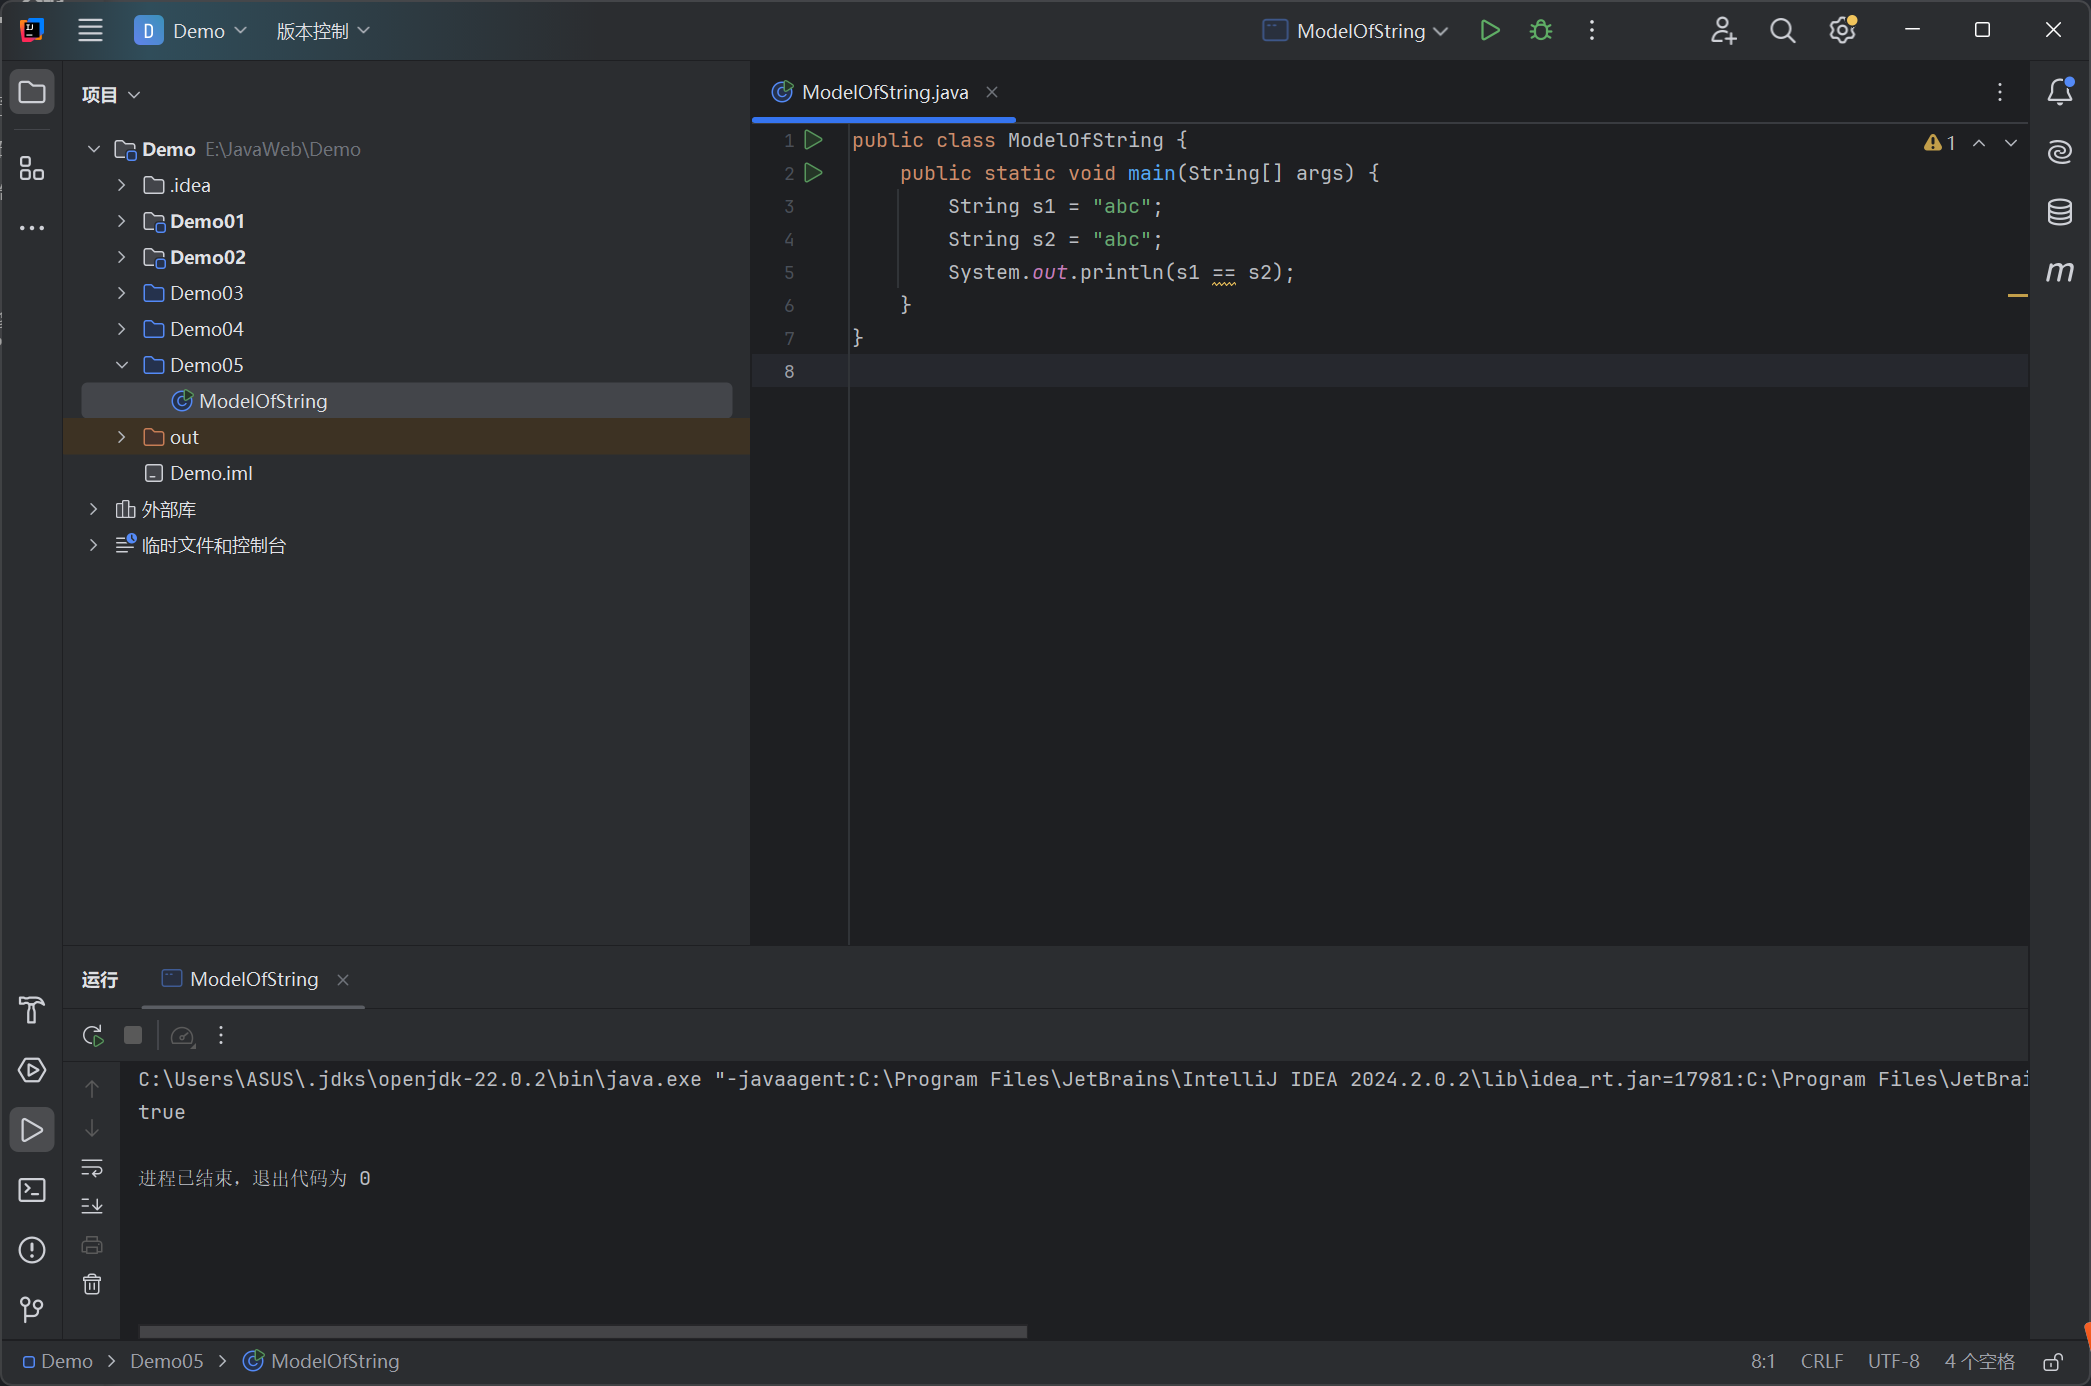 D Demo 版本控制 ModelOfString
项目
ModelOfString.java
Demo E:\JavaWeb\Demo
.idea
Demo01
Demo02
Demo03
Demo04
Demo05
ModelOfString
out
Demo.iml
外部库
临时文件和控制台
1 public class ModelOfString {
2 public static void main(String[] args) {
3 String s1 = "abc";
4 String s2 = "abc";
5 System.out.println(s1 == s2);
6 }
7 }
8
1
m
运行 ModelOfString
C:\Users\ASUS\.jdks\openjdk-22.0.2\bin\java.exe "-javaagent:C:\Program Files\JetBrains\IntelliJ IDEA 2024.2.0.2\lib\idea_rt.jar=17981:C:\Program Files\JetBrai
true
进程已结束，退出代码为 0
Demo > Demo05 > ModelOfString
8:1 CRLF UTF-8 4 个空格